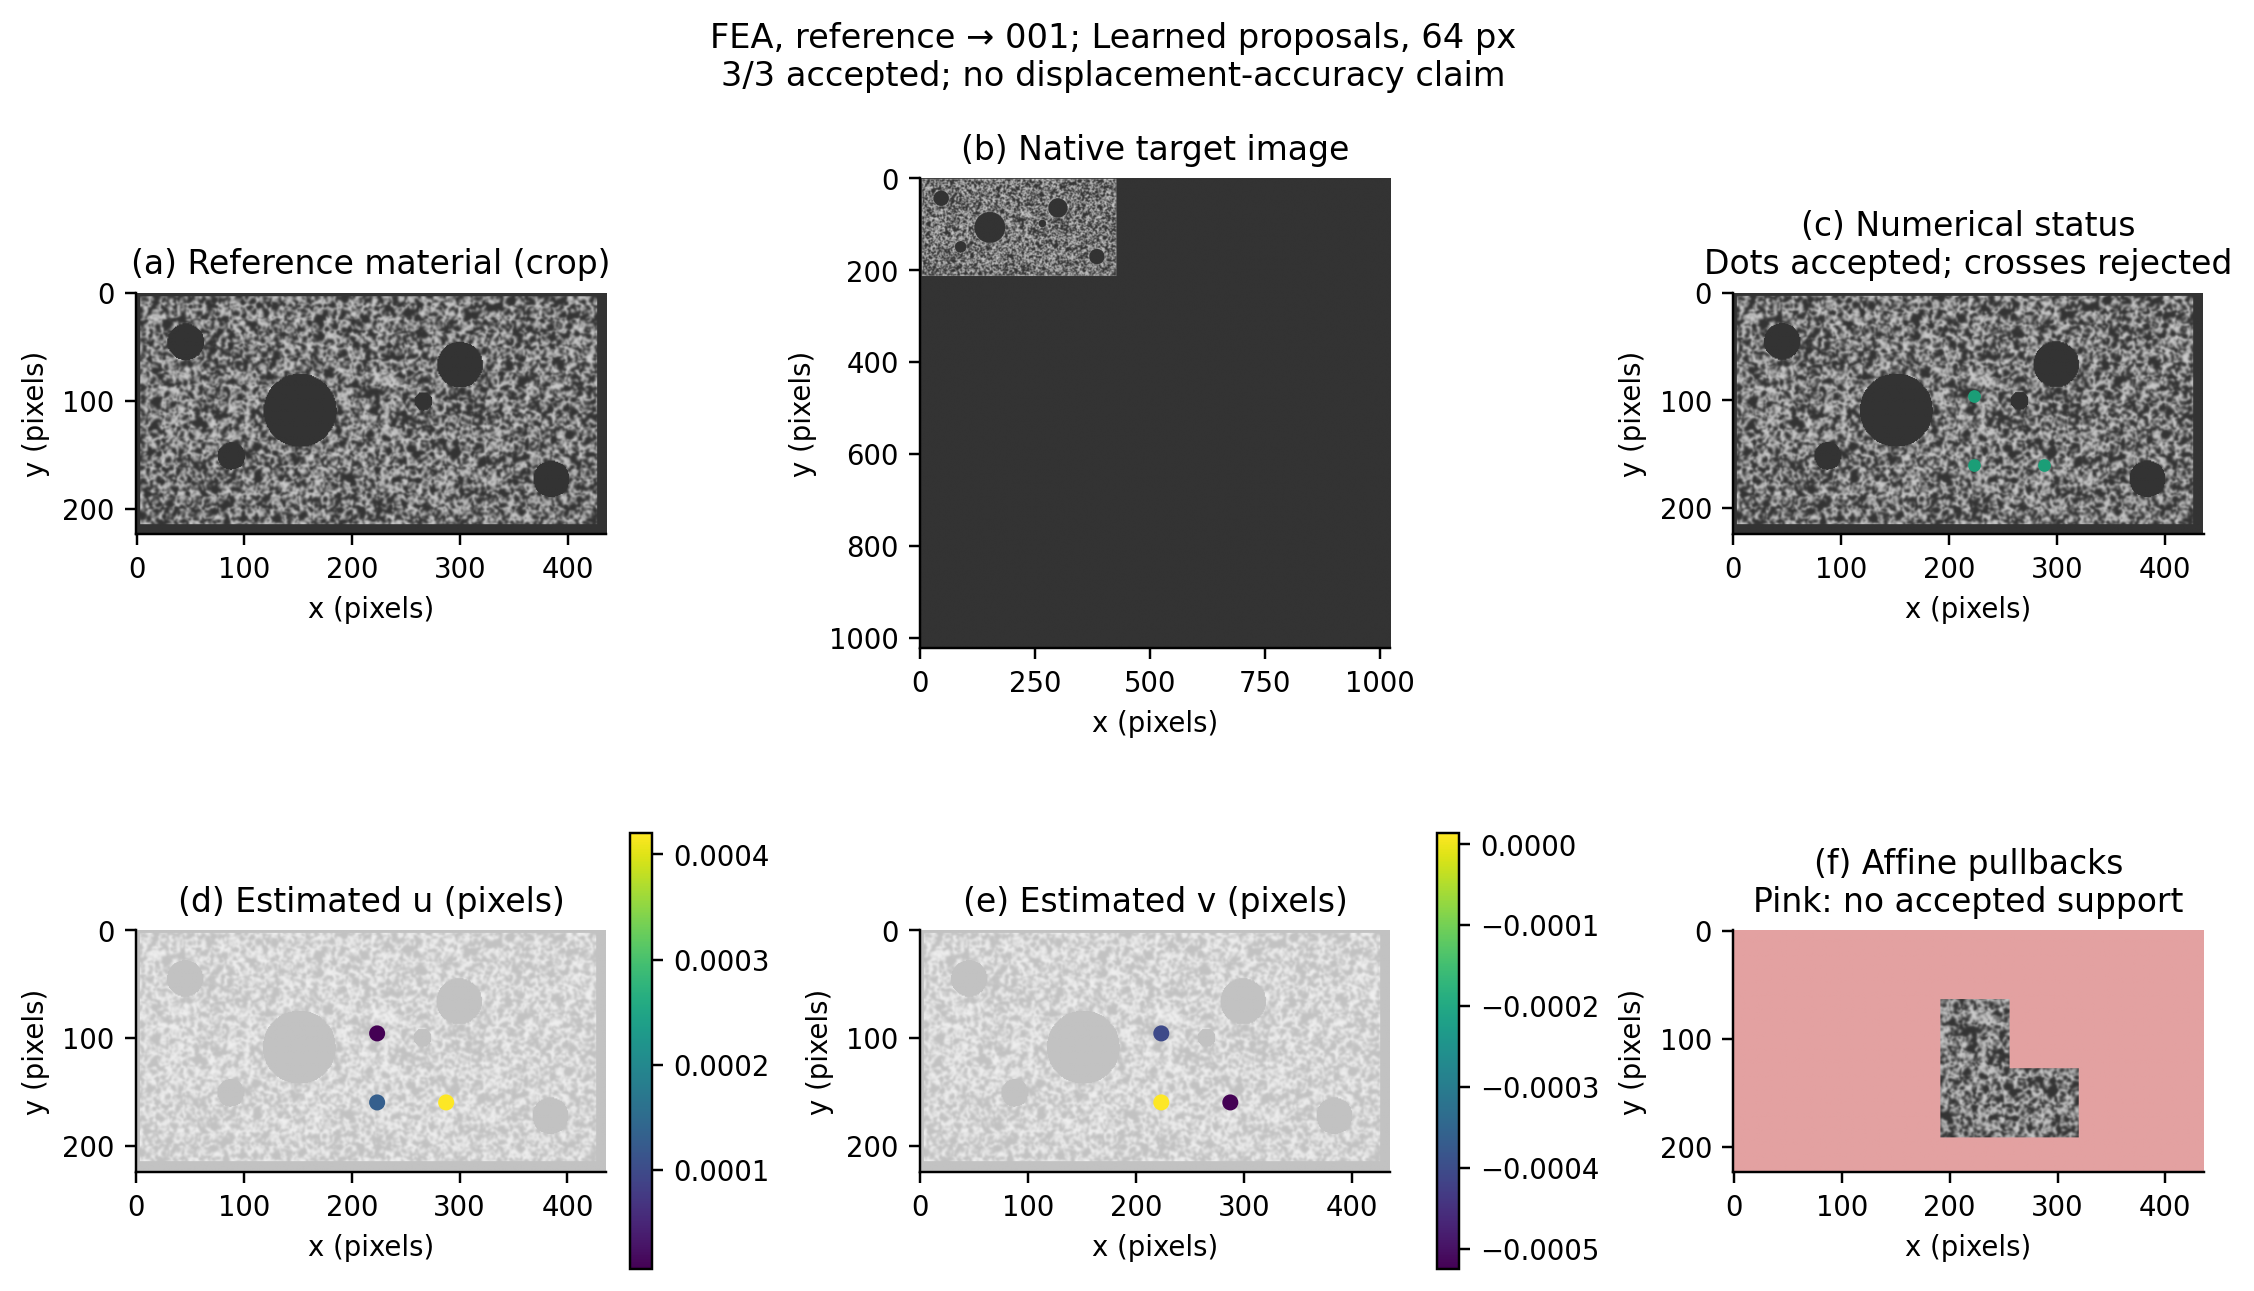 FEA, reference → 001; Learned proposals, 64 px
3/3 accepted; no displacement-accuracy claim
(a) Reference material (crop)
0
100
200
y (pixels)
0 100 200 300 400
x (pixels)
(b) Native target image
0
200
400
600
800
1000
y (pixels)
0 250 500 750 1000
x (pixels)
(c) Numerical status
Dots accepted; crosses rejected
0
100
200
y (pixels)
0 100 200 300 400
x (pixels)
(d) Estimated u (pixels)
0
100
200
y (pixels)
0 100 200 300 400
x (pixels)
0.0004
0.0003
0.0002
0.0001
(e) Estimated v (pixels)
0
100
200
y (pixels)
0 100 200 300 400
x (pixels)
0.0000
−0.0001
−0.0002
−0.0003
−0.0004
−0.0005
(f) Affine pullbacks
Pink: no accepted support
0
100
200
y (pixels)
0 100 200 300 400
x (pixels)